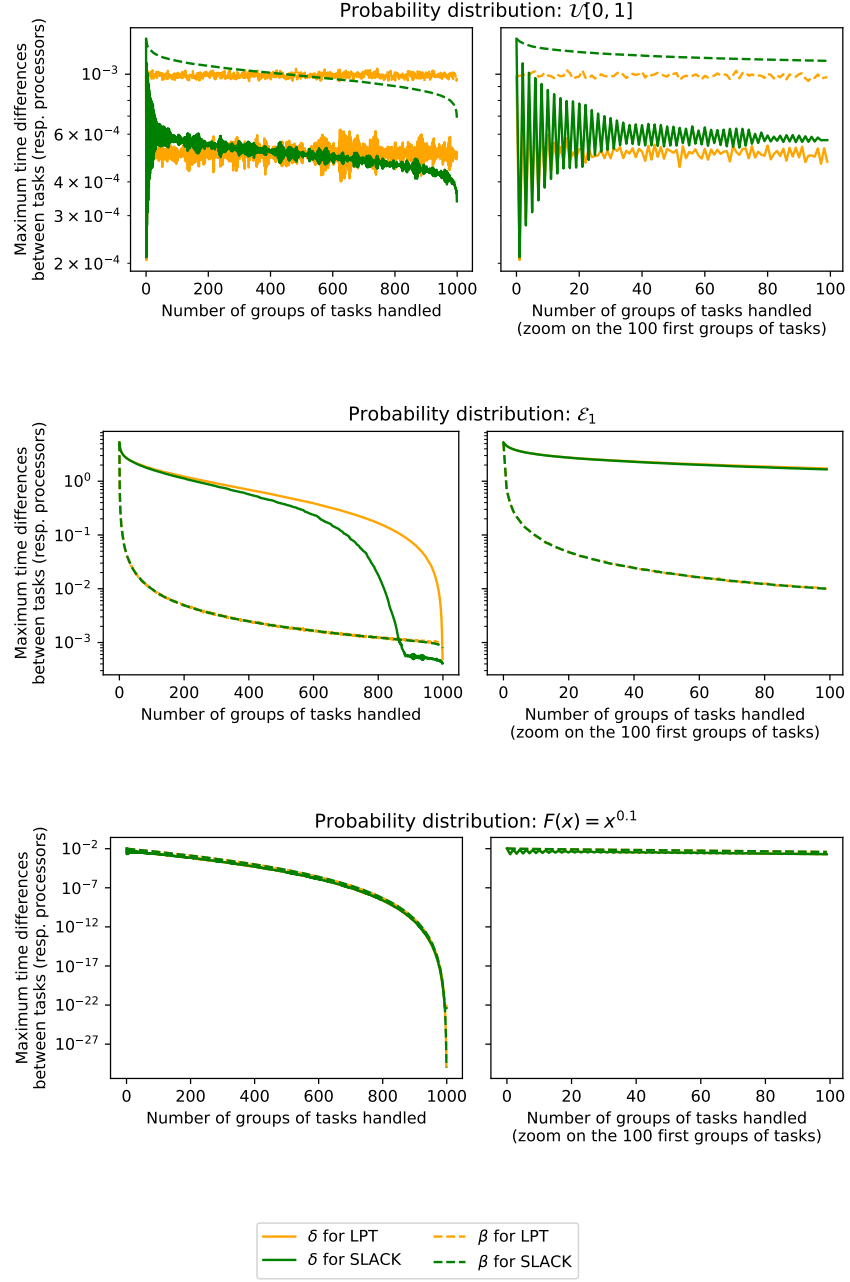 Probability distribution: 𝒰[0, 1]
Maximum time differences
between tasks (resp. processors)
10⁻³
6 × 10⁻⁴
4 × 10⁻⁴
3 × 10⁻⁴
2 × 10⁻⁴
0 200 400 600 800 1000
Number of groups of tasks handled
0 20 40 60 80 100
Number of groups of tasks handled
(zoom on the 100 first groups of tasks)
Probability distribution: ℰ₁
Maximum time differences
between tasks (resp. processors)
10⁰
10⁻¹
10⁻²
10⁻³
0 200 400 600 800 1000
Number of groups of tasks handled
0 20 40 60 80 100
Number of groups of tasks handled
(zoom on the 100 first groups of tasks)
Probability distribution: F(x) = x⁰·¹
Maximum time differences
between tasks (resp. processors)
10⁻²
10⁻⁷
10⁻¹²
10⁻¹⁷
10⁻²²
10⁻²⁷
0 200 400 600 800 1000
Number of groups of tasks handled
0 20 40 60 80 100
Number of groups of tasks handled
(zoom on the 100 first groups of tasks)
δ for LPT
δ for SLACK
β for LPT
β for SLACK